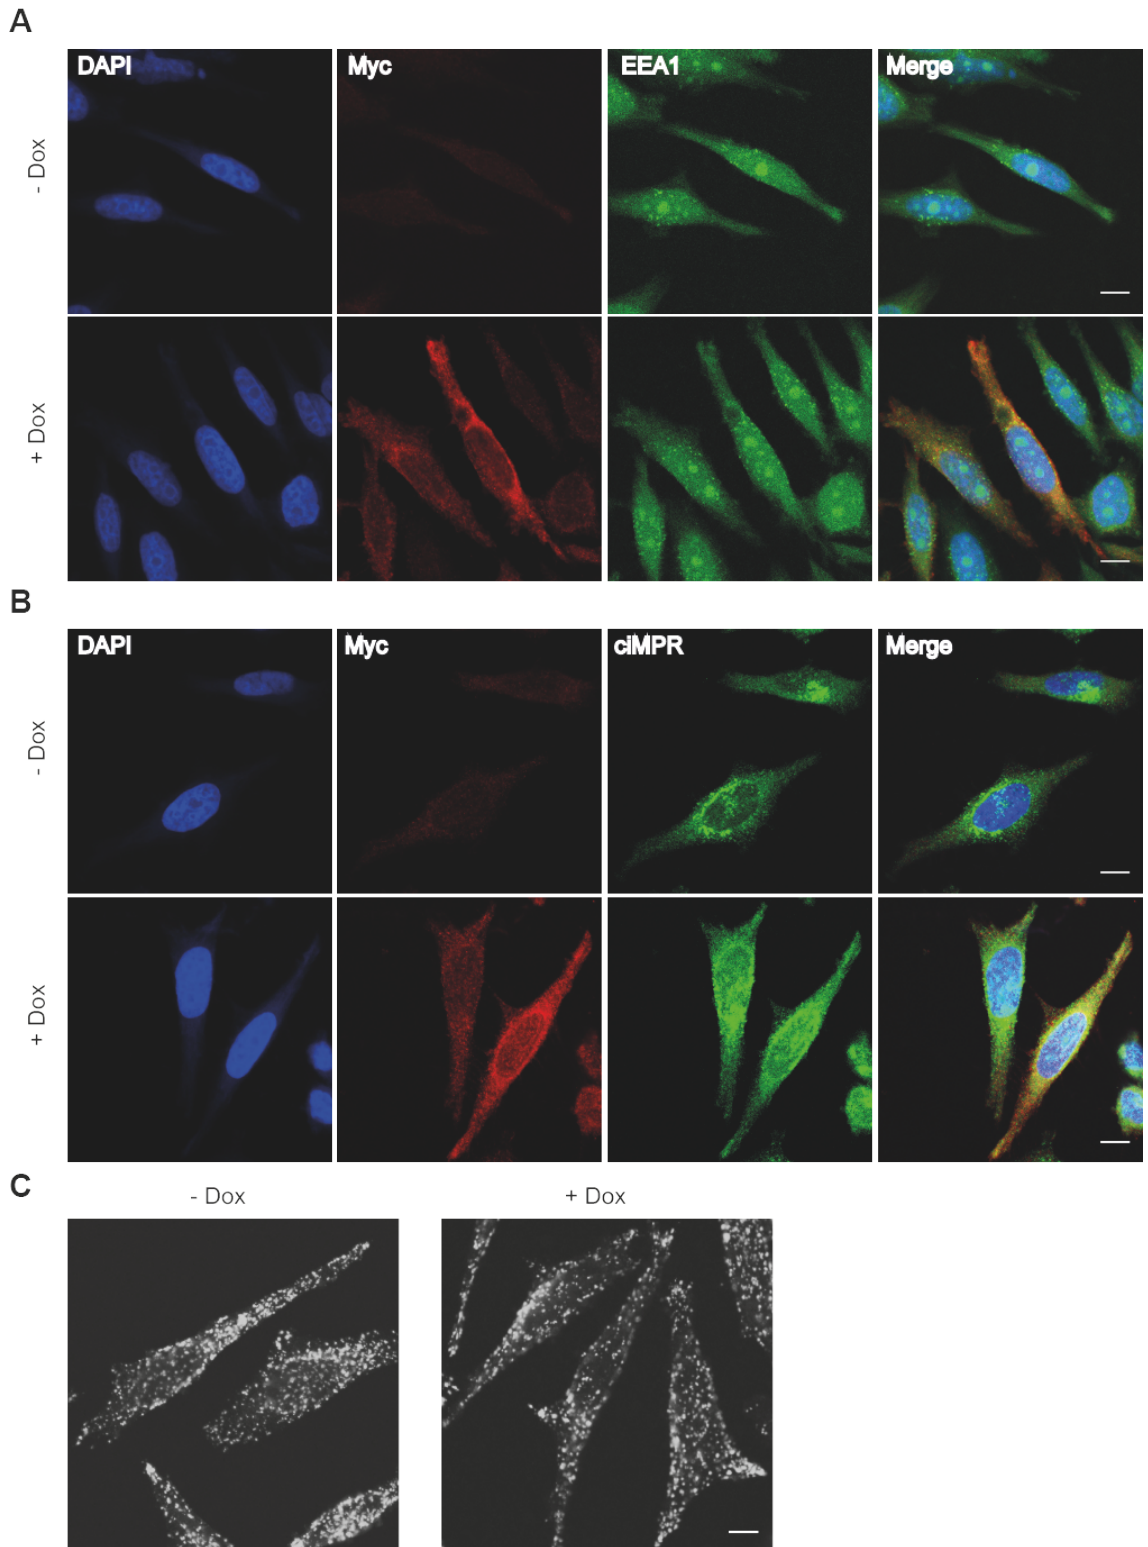 A
DAPI Myc EEA1 Merge
- Dox
+ Dox
B
DAPI Myc ciMPR Merge
- Dox
+ Dox
C
- Dox + Dox